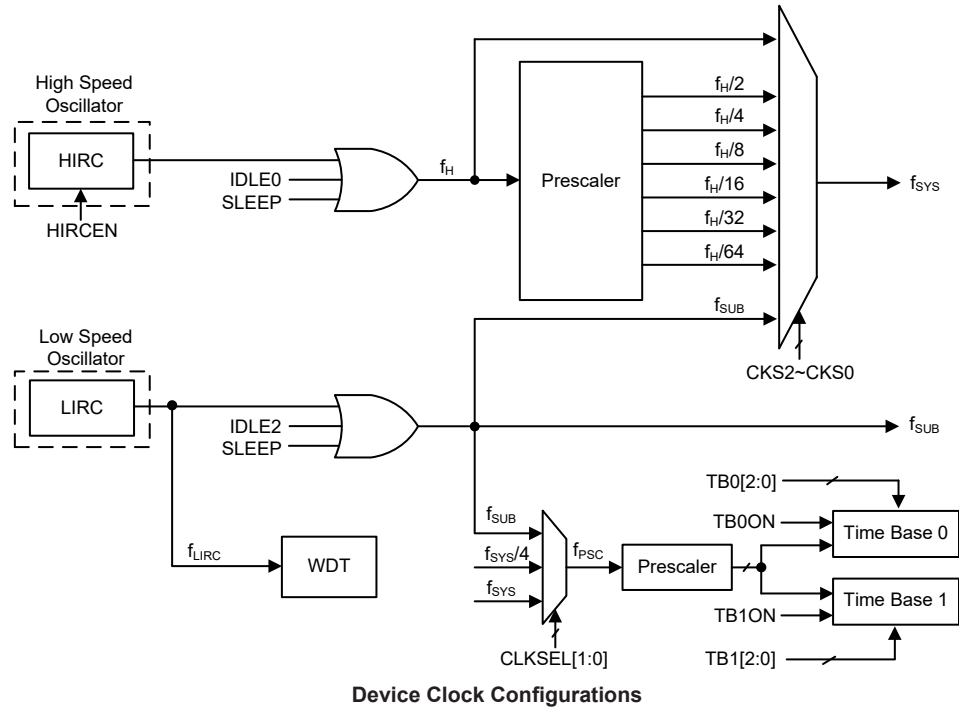 High Speed
Oscillator
HIRC
HIRCEN
IDLE0
SLEEP
fH
Prescaler
fH/2
fH/4
fH/8
fH/16
fH/32
fH/64
fSUB
CKS2~CKS0
fSYS
Low Speed
Oscillator
LIRC
IDLE2
SLEEP
fSUB
fLIRC
WDT
fSUB
fSYS/4
fSYS
CLKSEL[1:0]
fPSC
Prescaler
TB0[2:0]
TB0ON
Time Base 0
Time Base 1
TB1ON
TB1[2:0]
Device Clock Configurations